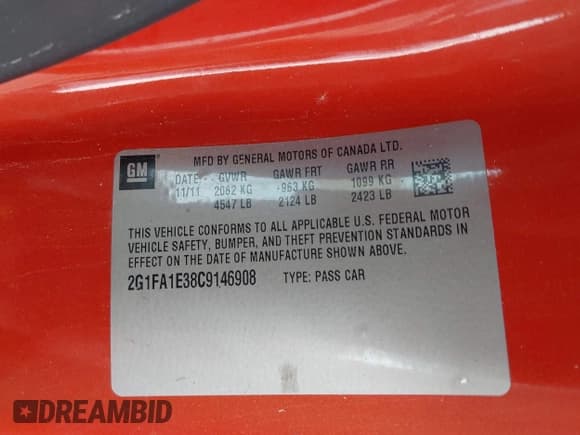 GM
MFD BY GENERAL MOTORS OF CANADA LTD.
DATE GVWR GAWR FRT GAWR RR
11/11 2062 KG 963 KG 1099 KG
4547 LB 2124 LB 2423 LB
THIS VEHICLE CONFORMS TO ALL APPLICABLE U.S. FEDERAL MOTOR
VEHICLE SAFETY, BUMPER, AND THEFT PREVENTION STANDARDS IN
EFFECT ON THE DATE OF MANUFACTURE SHOWN ABOVE.
2G1FA1E38C9146908 TYPE: PASS CAR
DREAMBID